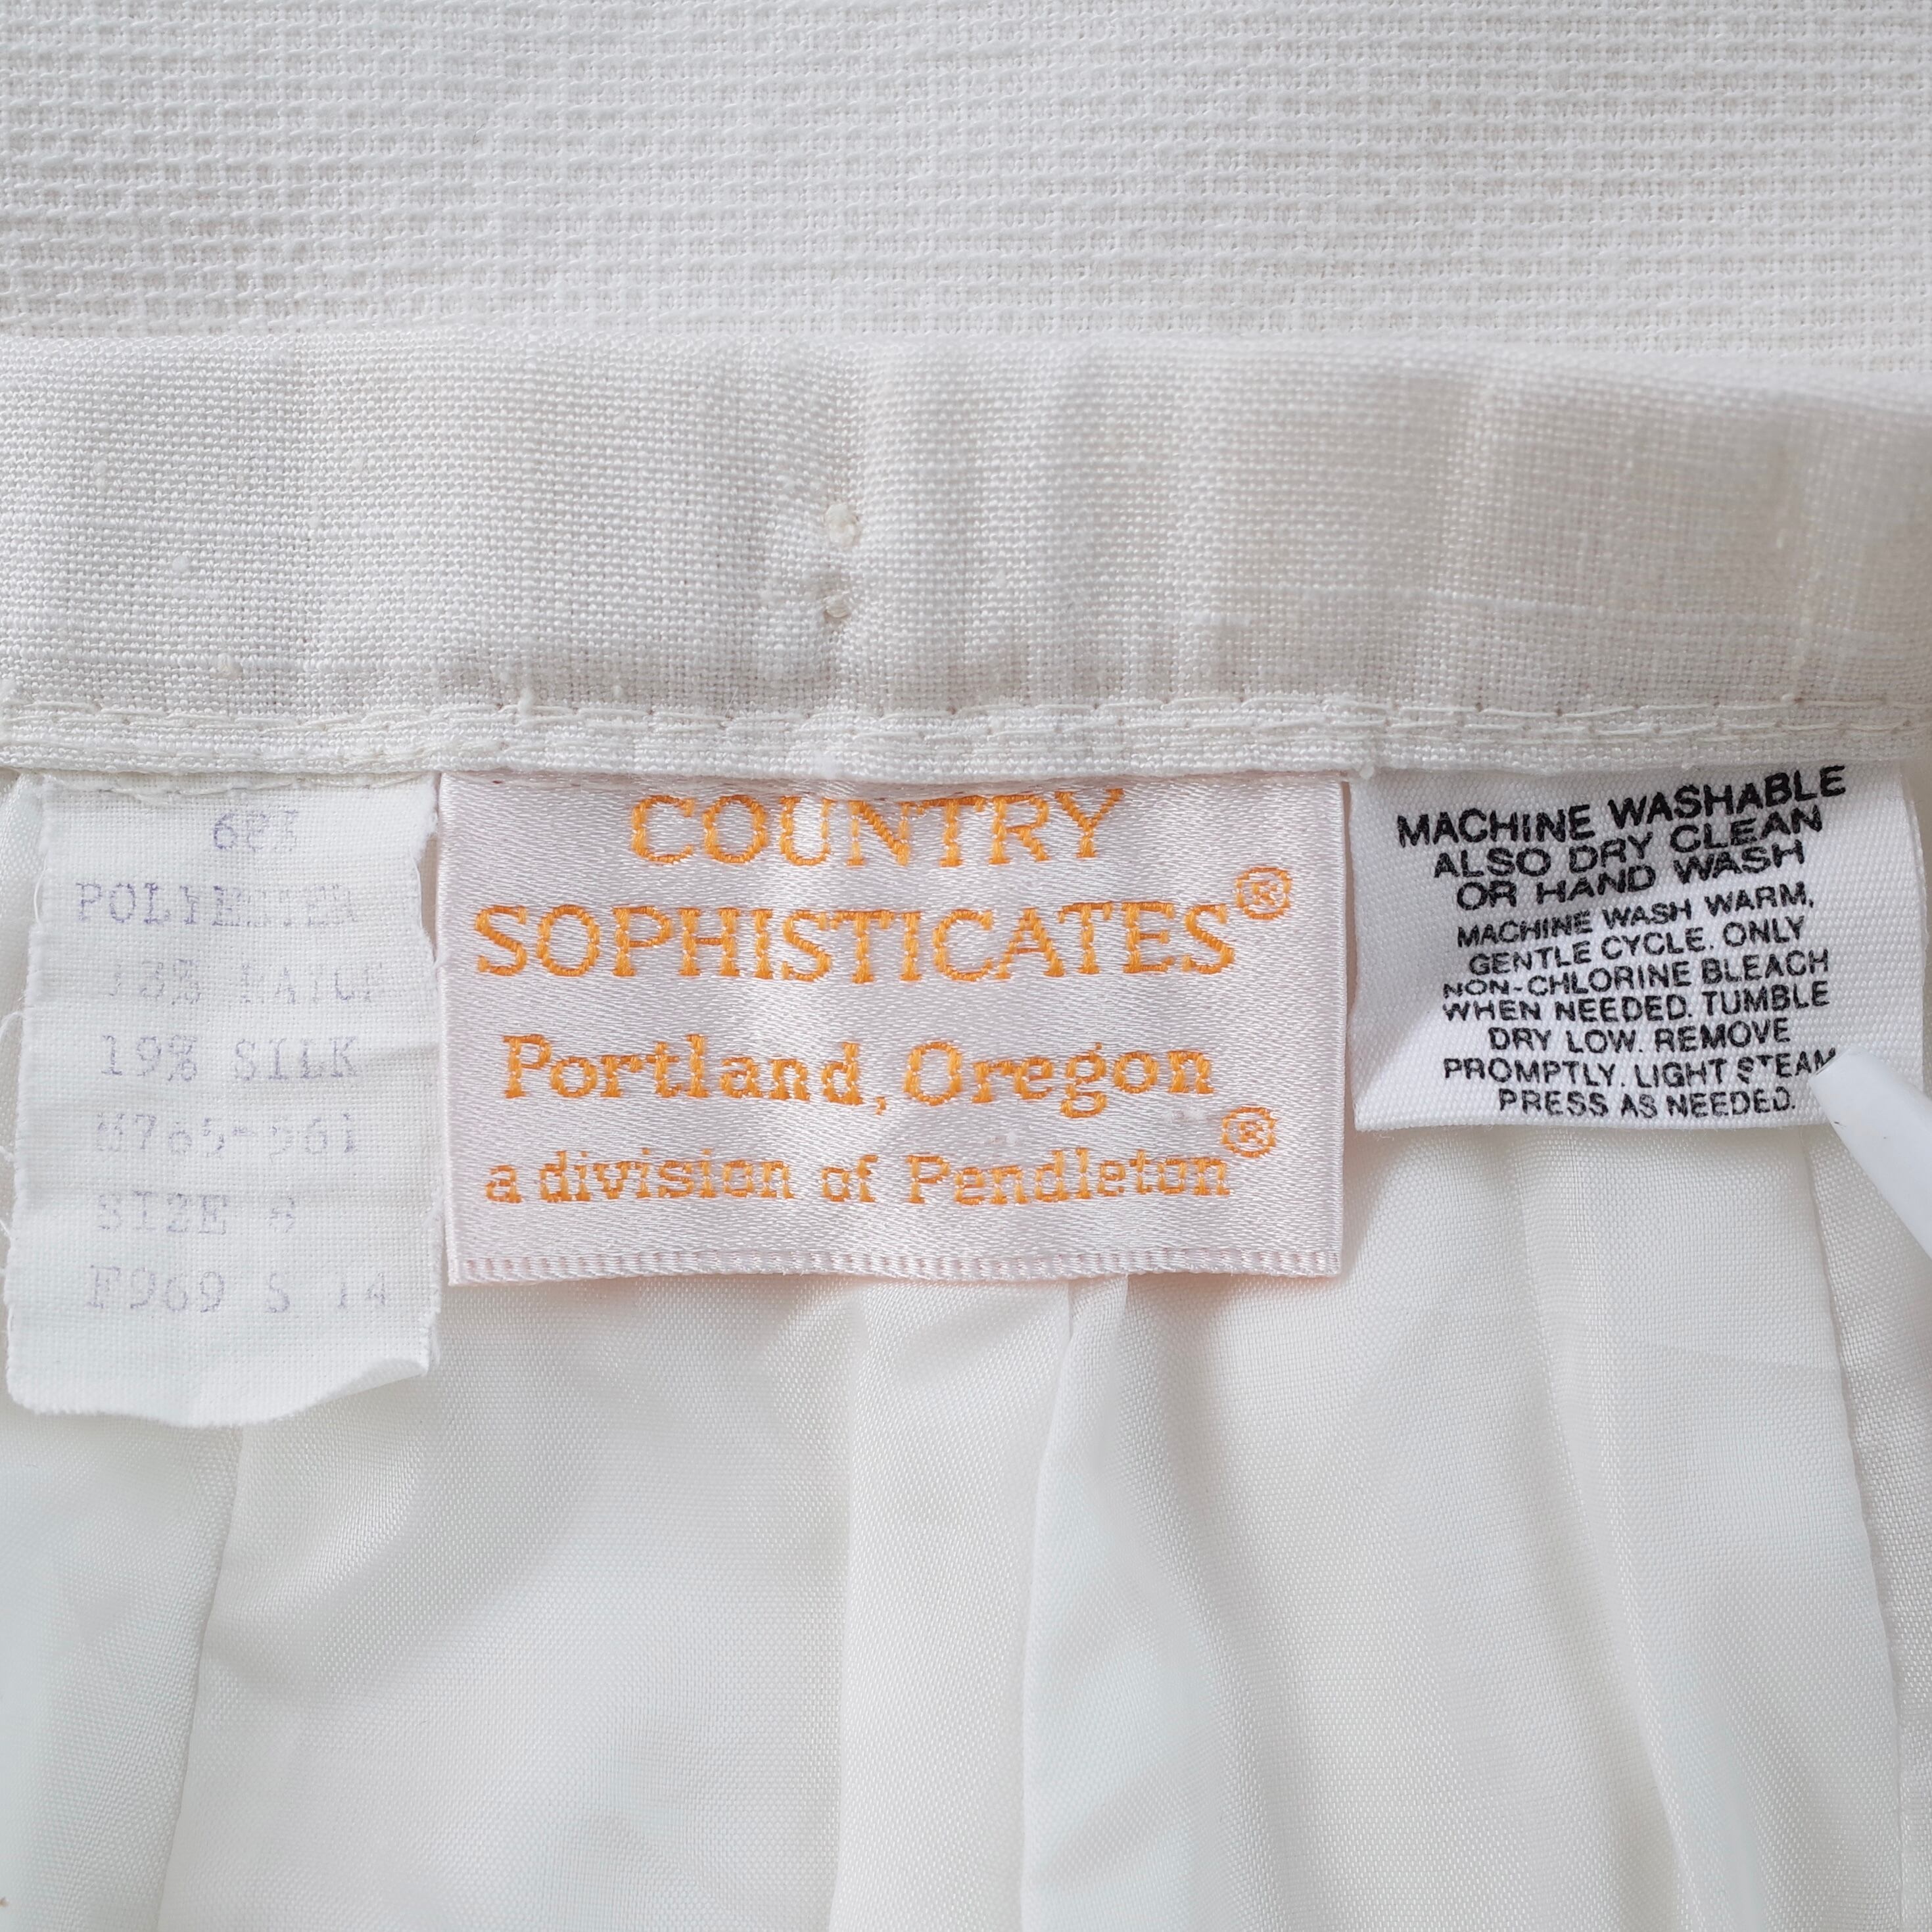 POLYESTER
19% SILK
SIZE 8
F969 S 14
COUNTRY
SOPHISTICATES®
Portland, Oregon
a division of Pendleton®
MACHINE WASHABLE
ALSO DRY CLEAN
OR HAND WASH
MACHINE WASH WARM,
GENTLE CYCLE. ONLY
NON-CHLORINE BLEACH
WHEN NEEDED. TUMBLE
DRY LOW. REMOVE
PROMPTLY. LIGHT STEAM
PRESS AS NEEDED.